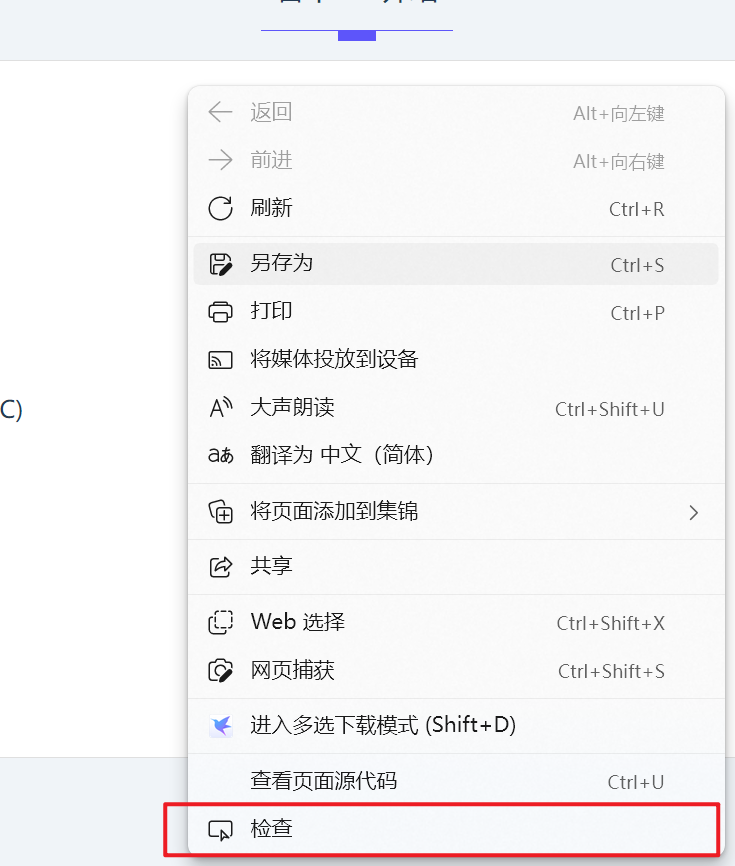 C)
返回 Alt+向左键
前进 Alt+向右键
刷新 Ctrl+R
另存为 Ctrl+S
打印 Ctrl+P
将媒体投放到设备
大声朗读 Ctrl+Shift+U
翻译为 中文（简体）
将页面添加到集锦
共享
Web 选择 Ctrl+Shift+X
网页捕获 Ctrl+Shift+S
进入多选下载模式 (Shift+D)
查看页面源代码 Ctrl+U
检查